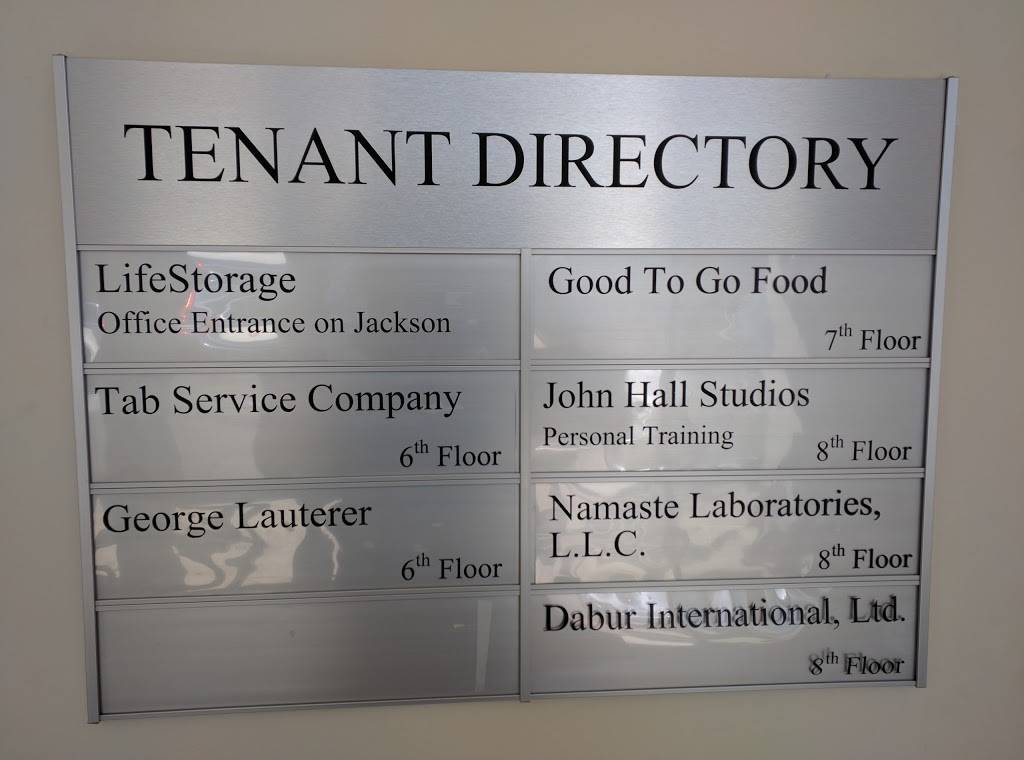 TENANT DIRECTORY
LifeStorage
Office Entrance on Jackson
Tab Service Company
6th Floor
George Lauterer
6th Floor
Good To Go Food
7th Floor
John Hall Studios
Personal Training
8th Floor
Namaste Laboratories,
L.L.C.
8th Floor
Dabur International, Ltd.
8th Floor